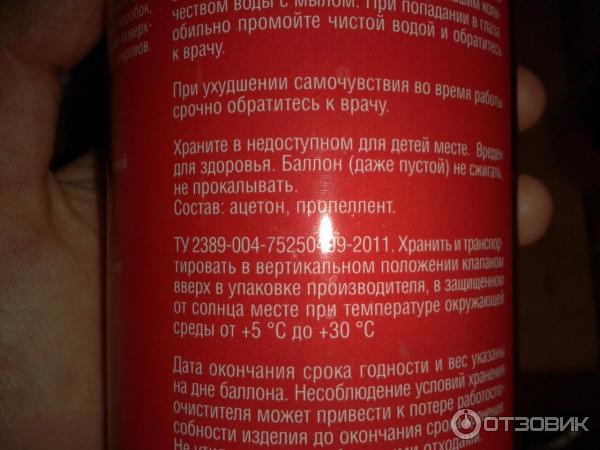 чеством воды с мылом. При попадании в глаза
обильно промойте чистой водой и обратитесь
к врачу.
При ухудшении самочувствия во время работы
срочно обратитесь к врачу.
Храните в недоступном для детей месте. Вреден
для здоровья. Баллон (даже пустой) не сжигать,
не прокалывать.
Состав: ацетон, пропеллент.
ТУ 2389-004-75250499-2011. Хранить и транспор-
тировать в вертикальном положении клапаном
вверх в упаковке производителя, в защищенном
от солнца месте при температуре окружающей
среды от +5 °C до +30 °C
Дата окончания срока годности и вес указаны
на дне баллона. Несоблюдение условий хранения
очистителя может привести к потере работоспо-
собности изделия до окончания срока
отходами.
коробок,
ОТЗОВИК